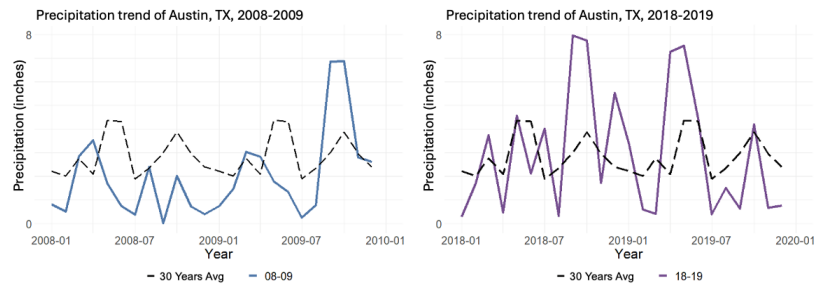 Precipitation trend of Austin, TX, 2008-2009
8
Precipitation (inches)
0
2008-01 2008-07 2009-01 2009-07 2010-01
Year
30 Years Avg 08-09
Precipitation trend of Austin, TX, 2018-2019
8
Precipitation (inches)
0
2018-01 2018-07 2019-01 2019-07 2020-01
Year
30 Years Avg 18-19